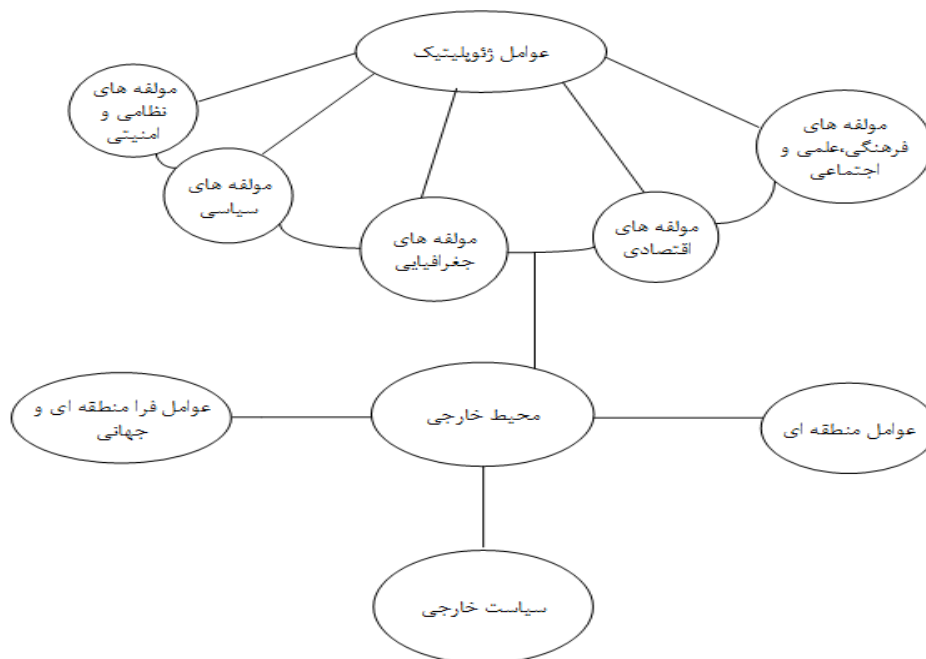 عوامل ژئوپلیتیک
مولفه های
نظامی و
امنیتی
مولفه های
فرهنگی،علمی و
اجتماعی
مولفه های
سیاسی
مولفه های
اقتصادی
مولفه های
جغرافیایی
محیط خارجی
عوامل فرا منطقه ای و
جهانی
عوامل منطقه ای
سیاست خارجی